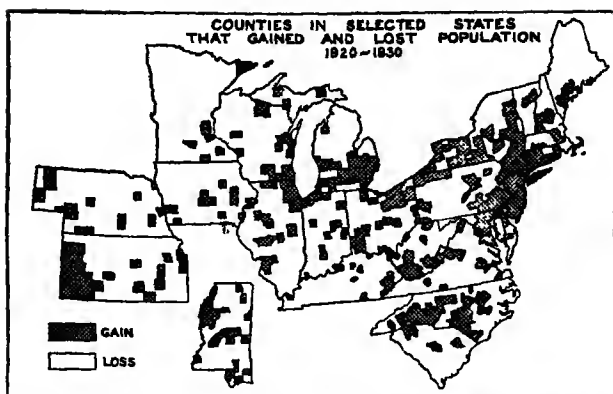 COUNTIES IN SELECTED STATES
THAT GAINED AND LOST POPULATION
1920~1930
GAIN
LOSS